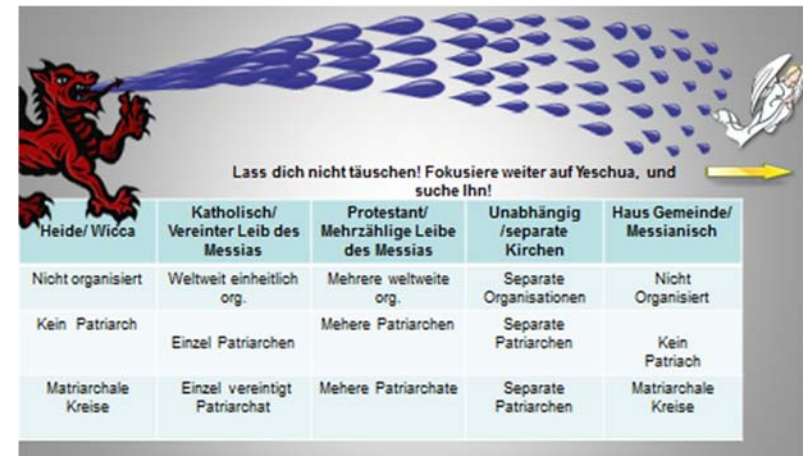 Lass dich nicht täuschen! Fokusiere weiter auf Yeschua, und
suche Ihn!
Heide/ Wicca
Katholisch/
Vereinter Leib des
Messias
Protestant/
Mehrzählige Leibe
des Messias
Unabhängig
/separate
Kirchen
Haus Gemeinde/
Messianisch
Nicht organisiert
Weltweit einheitlich
org.
Mehrere weltweite
org.
Separate
Organisationen
Nicht
Organisiert
Kein Patriarch
Einzel Patriarchen
Mehere Patriarchen
Separate
Patriarchen
Kein
Patriach
Matriarchale
Kreise
Einzel vereintigt
Patriarchat
Mehere Patriarchate
Separate
Patriarchen
Matriarchale
Kreise